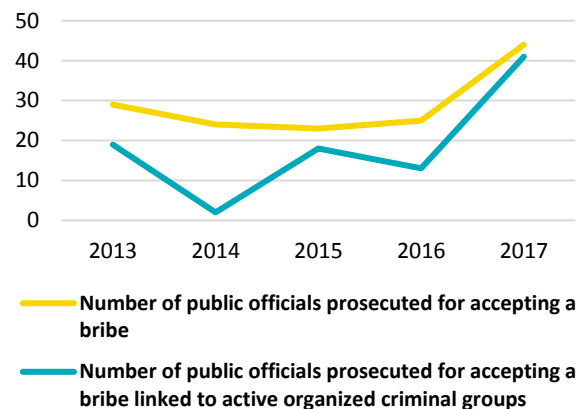 50
40
30
20
10
0
2013 2014 2015 2016 2017
Number of public officials prosecuted for accepting a
bribe
Number of public officials prosecuted for accepting a
bribe linked to active organized criminal groups